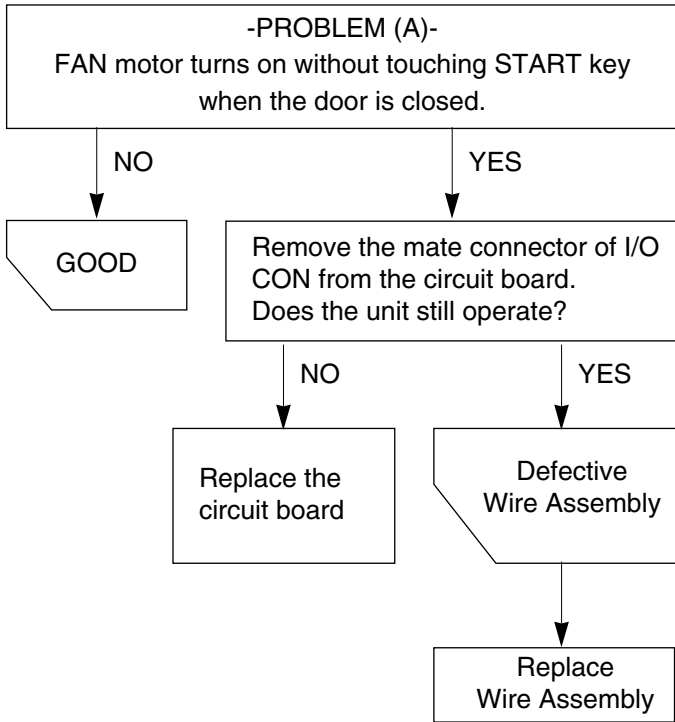 -PROBLEM (A)-
FAN motor turns on without touching START key
when the door is closed.
NO
YES
GOOD
Remove the mate connector of I/O
CON from the circuit board.
Does the unit still operate?
NO
YES
Replace the
circuit board
Defective
Wire Assembly
Replace
Wire Assembly